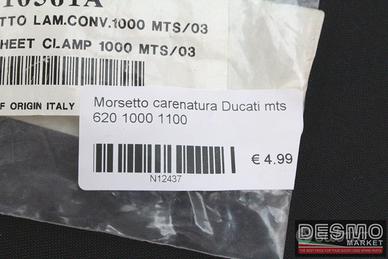 TTO LAM.CONV.1000 MTS/03
HEET CLAMP 1000 MTS/03
F ORIGIN ITALY
Morsetto carenatura Ducati mts
620 1000 1100
€ 4.99
N12437
DESMO
MARKET